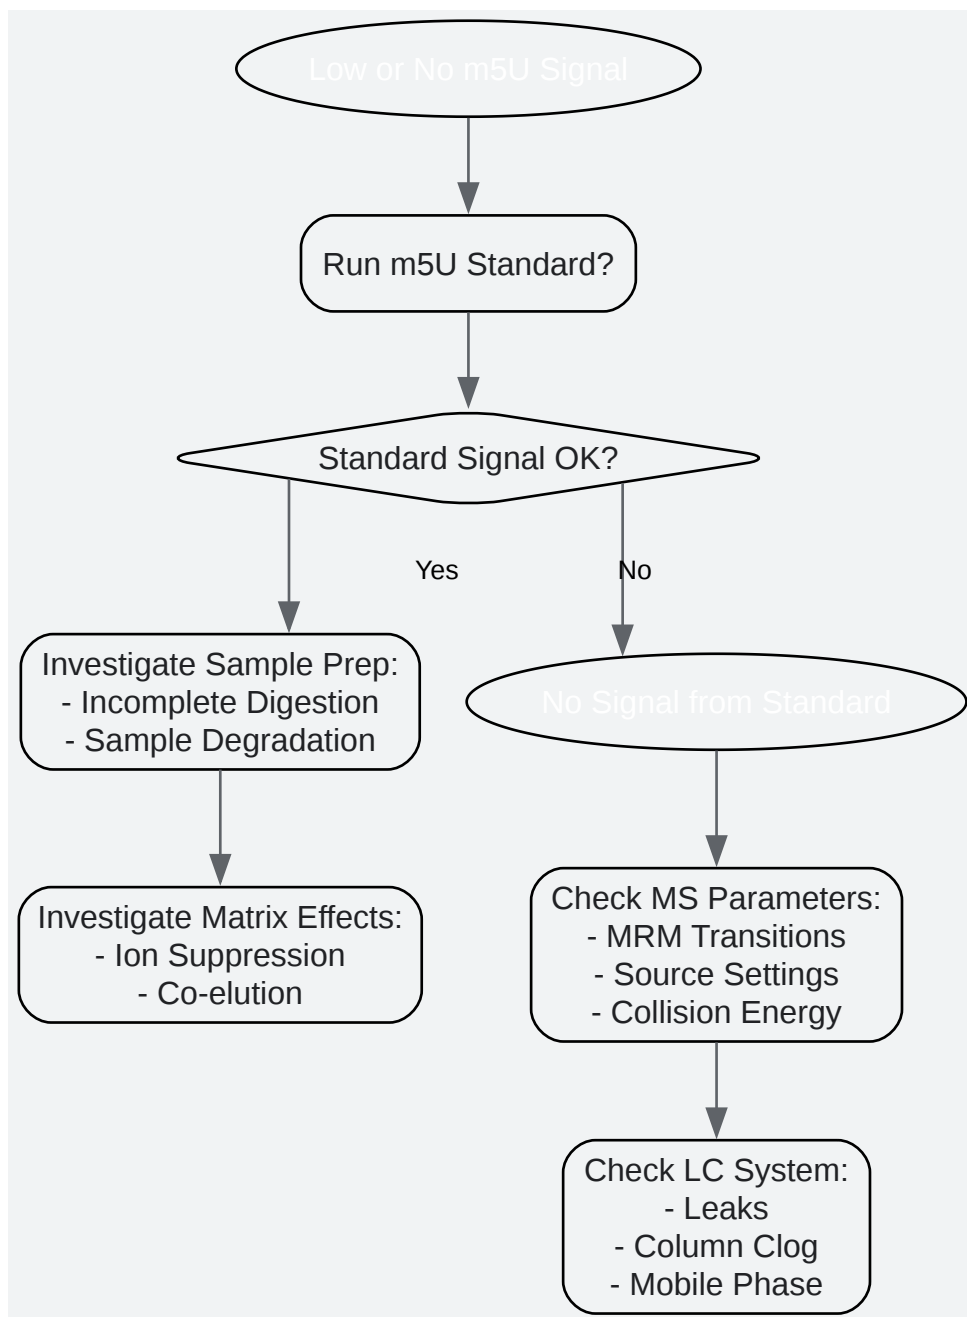 Low or No m5U Signal
Run m5U Standard?
Standard Signal OK?
Yes
No
Investigate Sample Prep:
- Incomplete Digestion
- Sample Degradation
No Signal from Standard
Investigate Matrix Effects:
- Ion Suppression
- Co-elution
Check MS Parameters:
- MRM Transitions
- Source Settings
- Collision Energy
Check LC System:
- Leaks
- Column Clog
- Mobile Phase